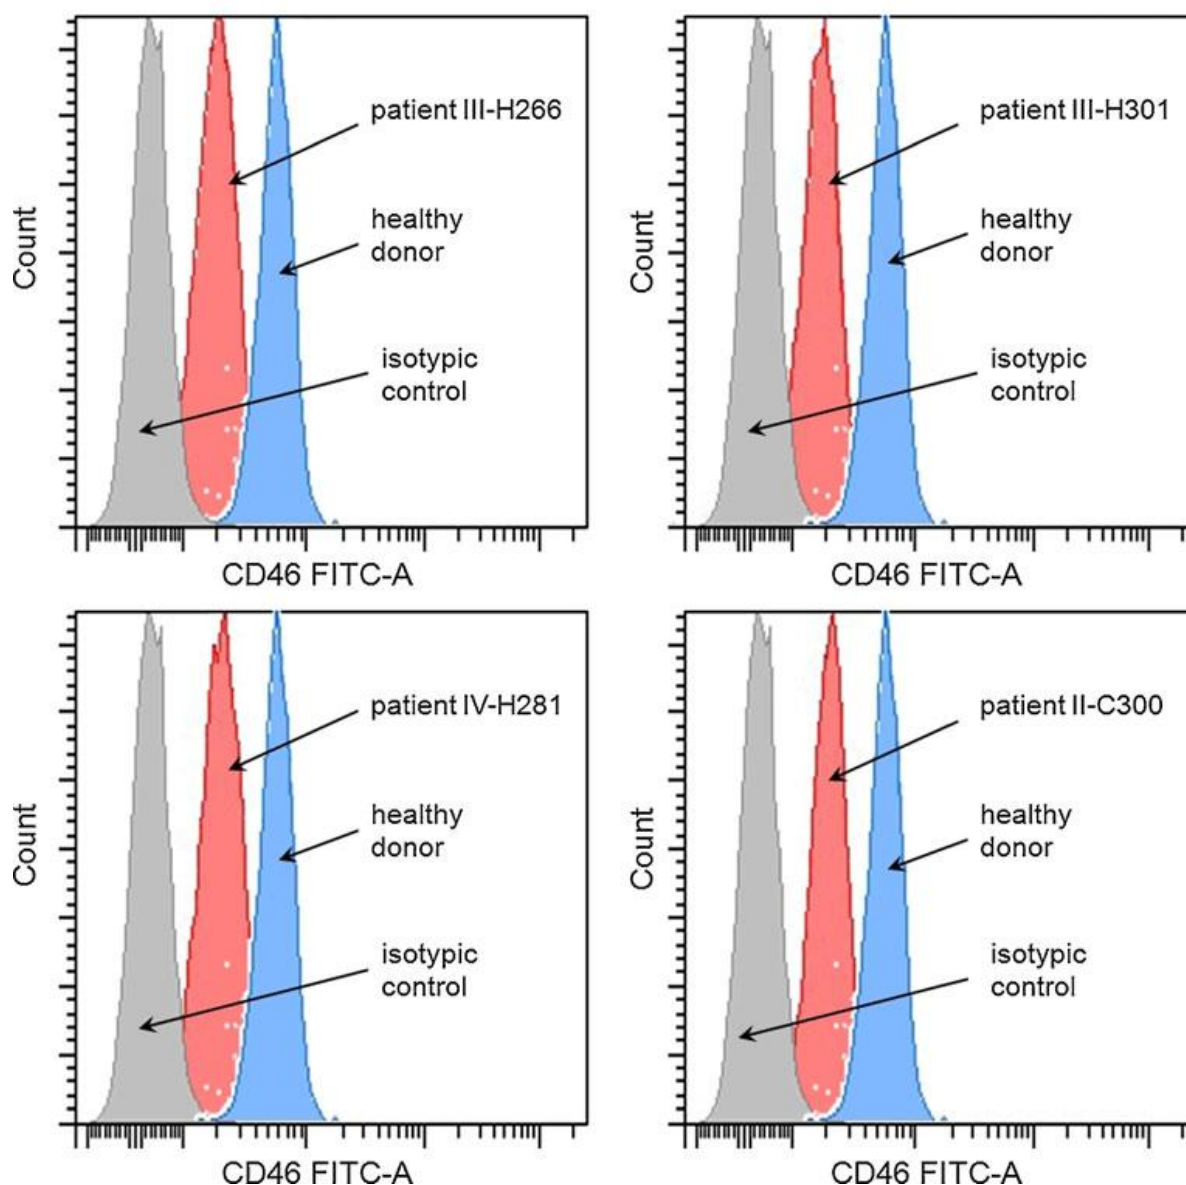 patient III-H266
healthy
donor
isotypic
control
Count
CD46 FITC-A
patient III-H301
healthy
donor
isotypic
control
Count
CD46 FITC-A
patient IV-H281
healthy
donor
isotypic
control
Count
CD46 FITC-A
patient II-C300
healthy
donor
isotypic
control
Count
CD46 FITC-A